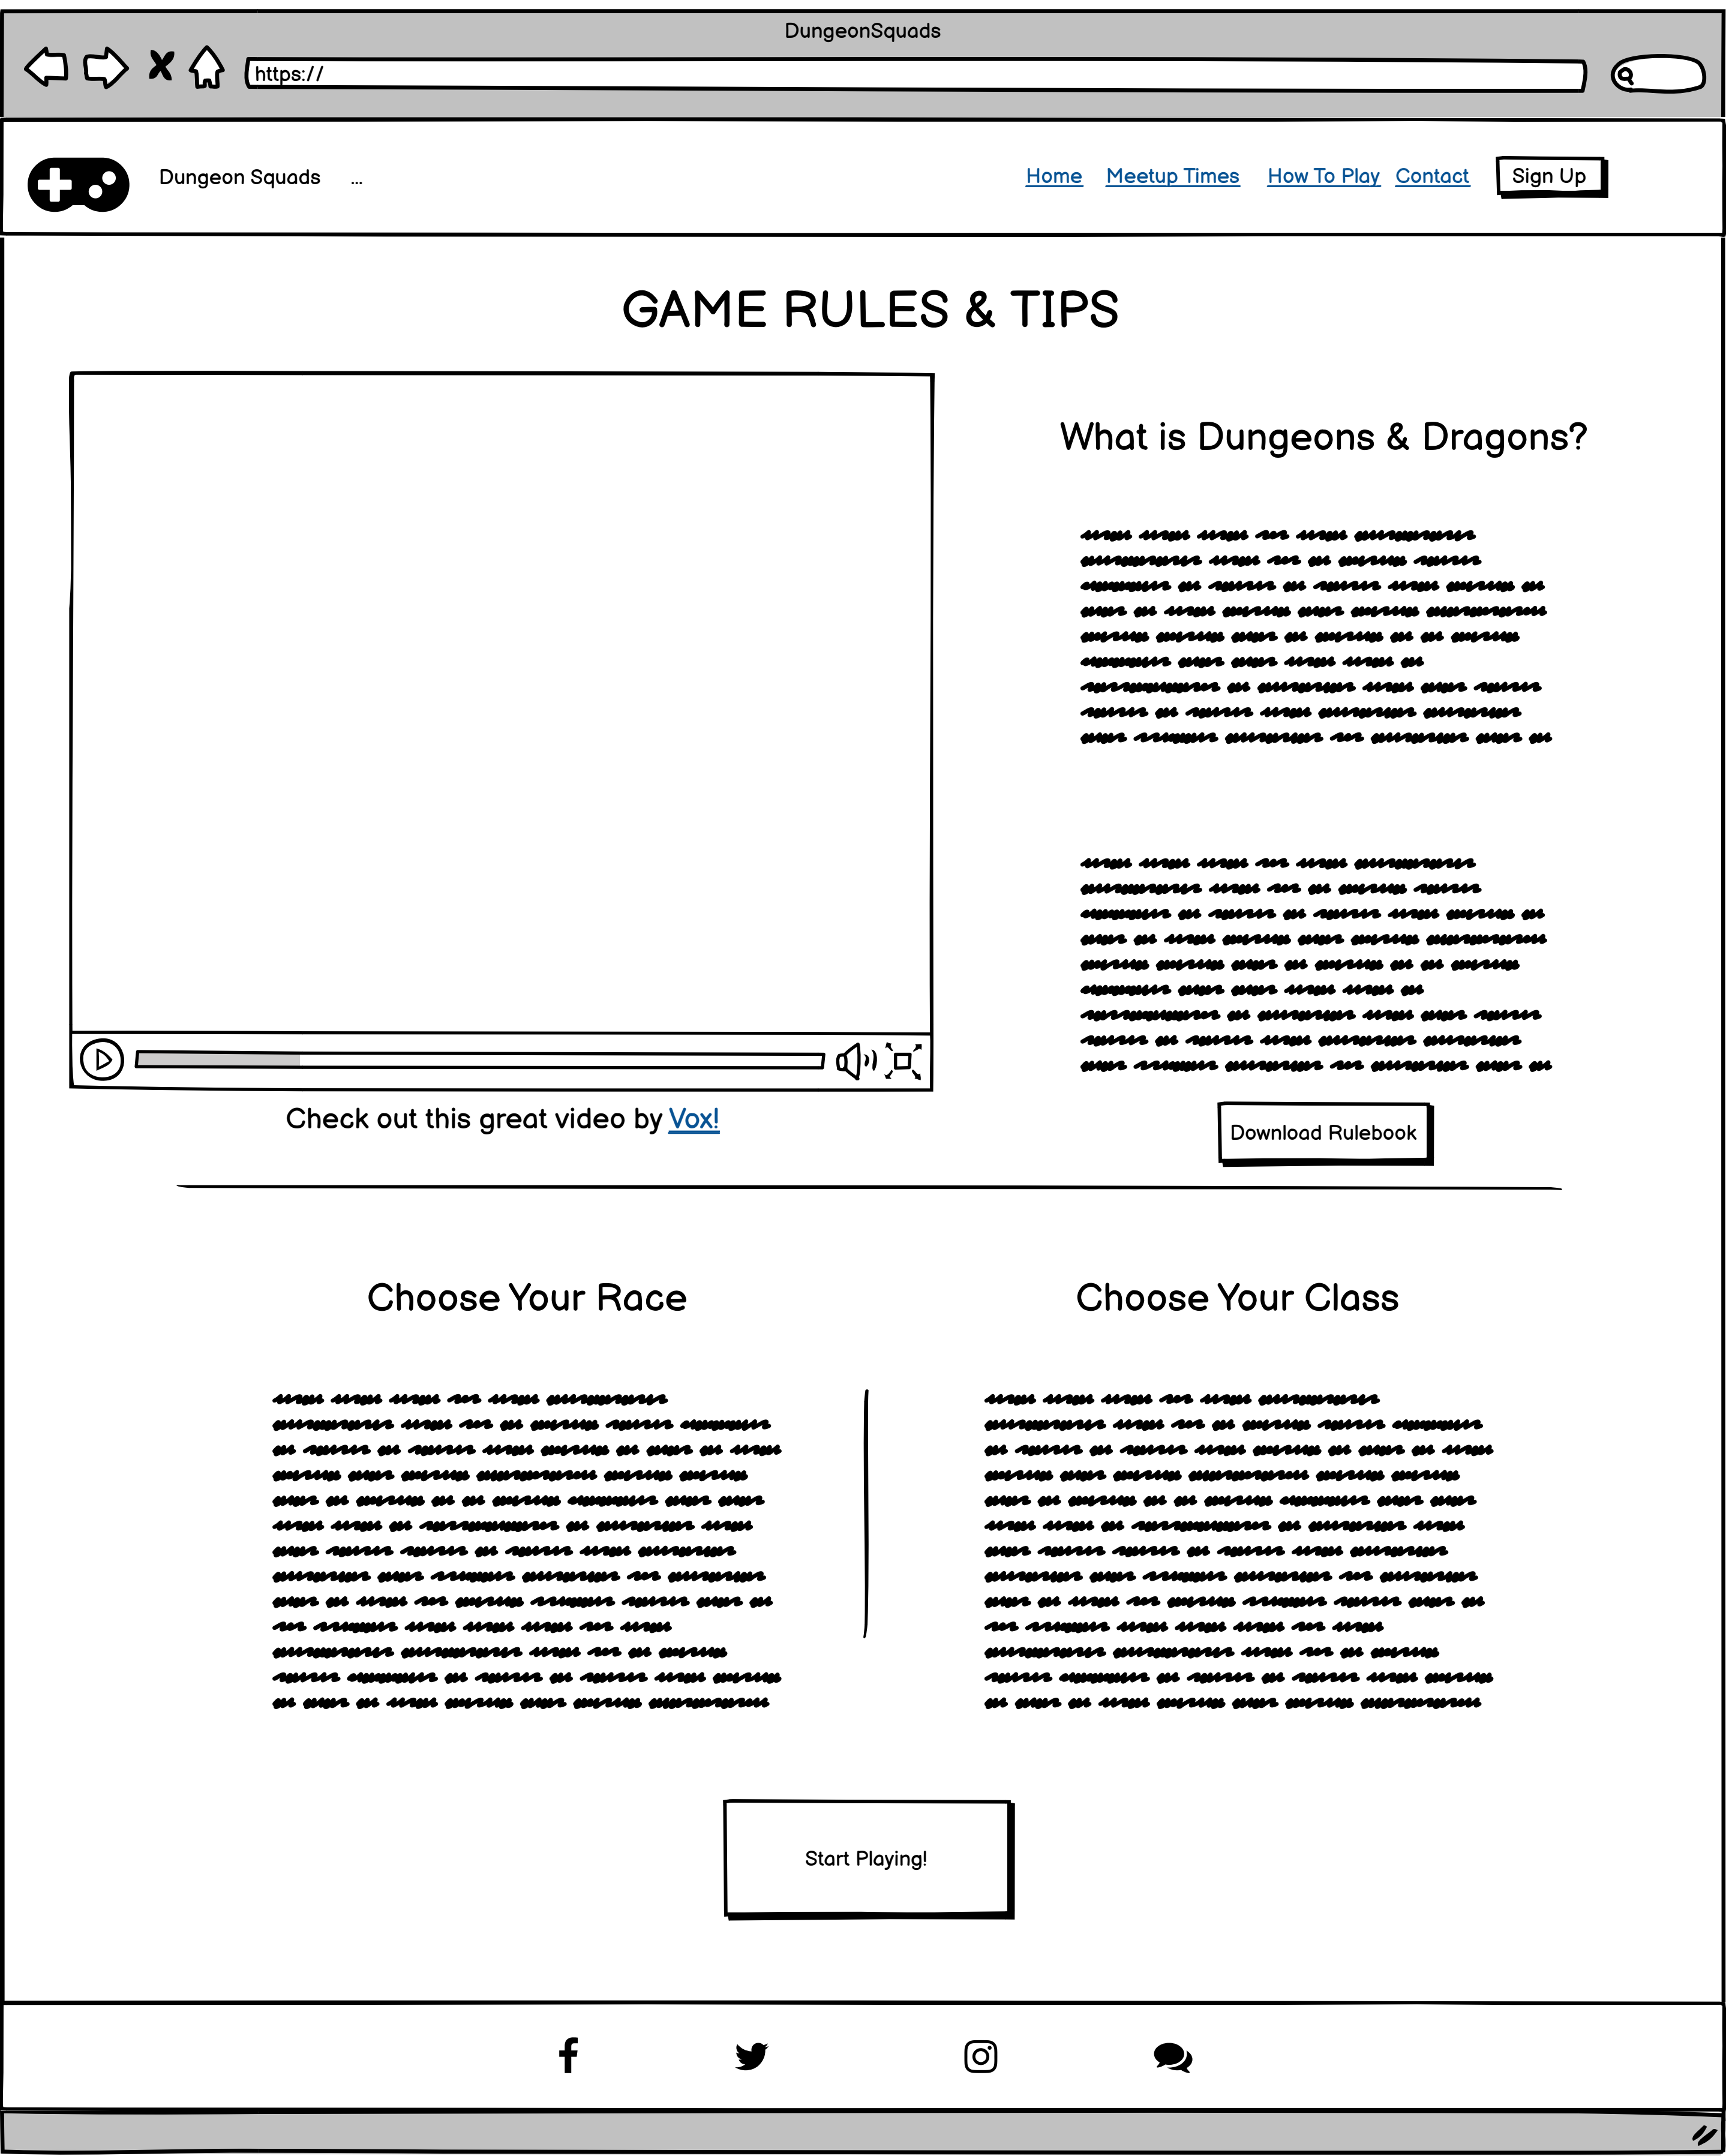 DungeonSquads
https://
Dungeon Squads ... Home Meetup Times How To Play Contact Sign Up
GAME RULES & TIPS
What is Dungeons & Dragons?
Check out this great video by Vox!
Download Rulebook
Choose Your Race
Choose Your Class
Start Playing!